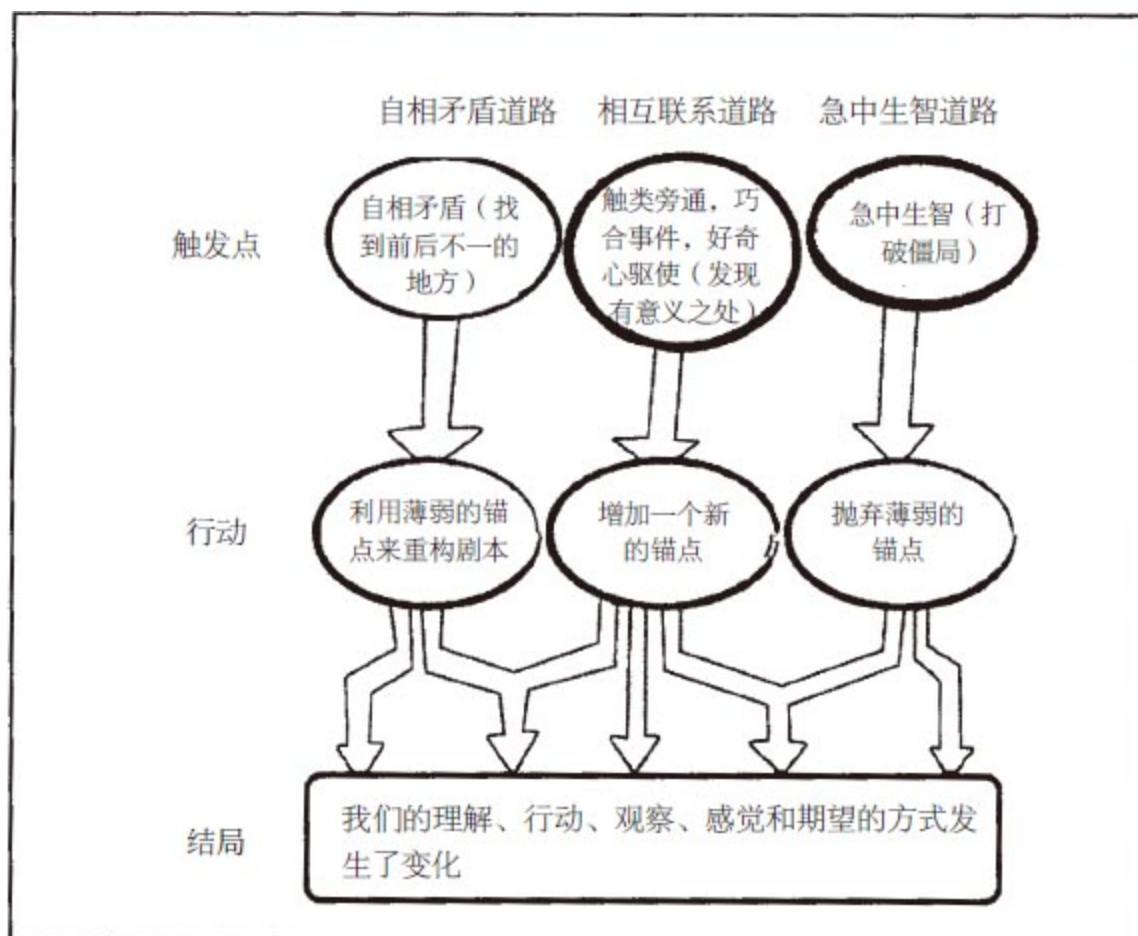 自相矛盾道路 相互联系道路 急中生智道路
触发点
自相矛盾（找
到前后不一的
地方）
触类旁通，巧
合事件，好奇
心驱使（发现
有意义之处）
急中生智（打
破僵局）
行动
利用薄弱的锚
点来重构剧本
增加一个新
的锚点
抛弃薄弱的
锚点
结局
我们的理解、行动、观察、感觉和期望的方式发
生了变化